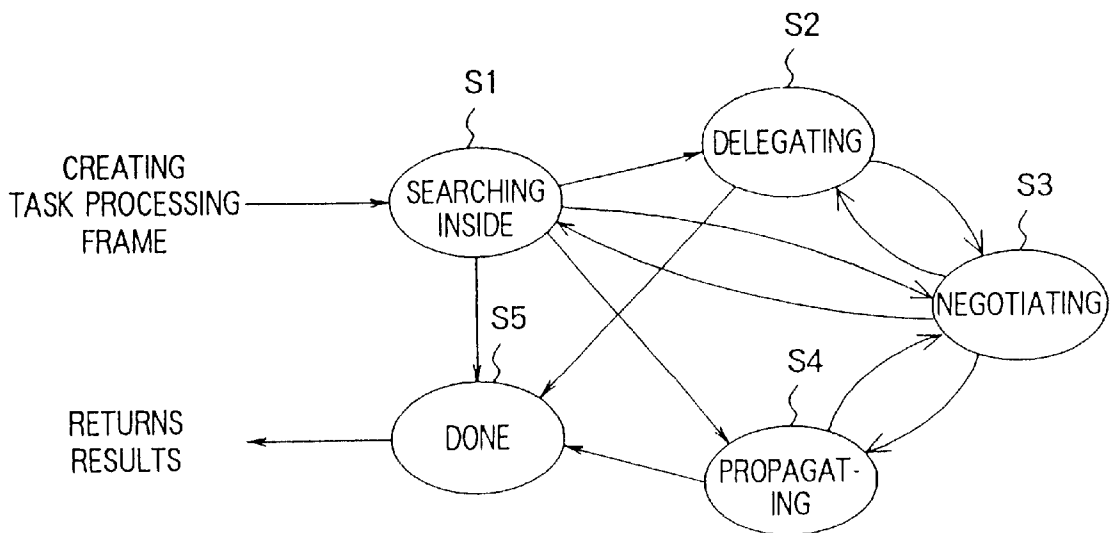 S2
S1
DELEGATING
CREATING
TASK PROCESSING
FRAME
SEARCHING
INSIDE
S3
NEGOTIATING
S5
S4
RETURNS
RESULTS
DONE
PROPAGAT-
ING